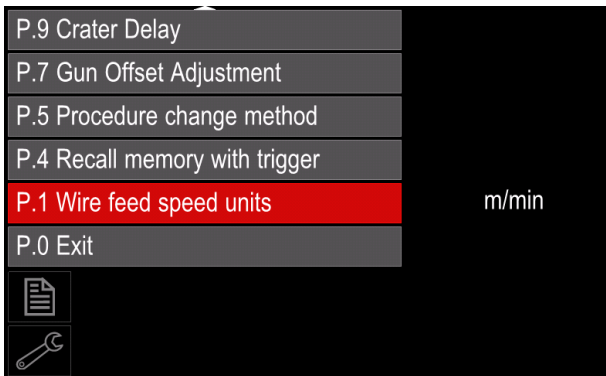 P.9 Crater Delay
P.7 Gun Offset Adjustment
P.5 Procedure change method
P.4 Recall memory with trigger
P.1 Wire feed speed units m/min
P.0 Exit